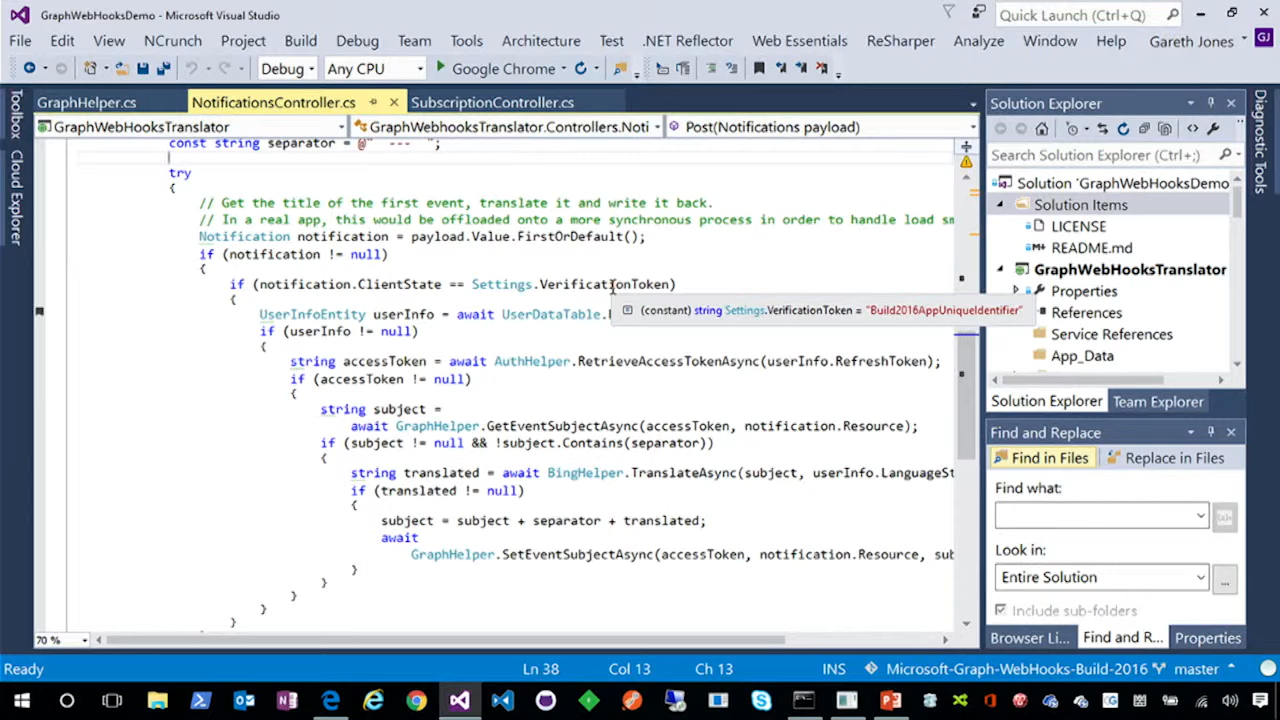 GraphWebHooksDemo - Microsoft Visual Studio
Quick Launch (Ctrl+Q)
File Edit View NCrunch Project Build Debug Team Tools Architecture Test .NET Reflector Web Essentials ReSharper Analyze Window Help Gareth Jones GJ
Debug Any CPU Google Chrome
Toolbox
Cloud Explorer
GraphHelper.cs NotificationsController.cs SubscriptionController.cs
GraphWebHooksTranslator GraphWebhooksTranslator.Controllers.Noti Post(Notifications payload)
const string separator = @" --- ";
try
{
// Get the title of the first event, translate it and write it back.
// In a real app, this would be offloaded onto a more synchronous process in order to handle load sm
Notification notification = payload.Value.FirstOrDefault();
if (notification != null)
{
if (notification.ClientState == Settings.VerificationToken)
{
(constant) string Settings.VerificationToken = "Build2016AppUniqueIdentifier"
UserInfoEntity userInfo = await UserDataTable.
if (userInfo != null)
{
string accessToken = await AuthHelper.RetrieveAccessTokenAsync(userInfo.RefreshToken);
if (accessToken != null)
{
string subject =
await GraphHelper.GetEventSubjectAsync(accessToken, notification.Resource);
if (subject != null && !subject.Contains(separator))
{
string translated = await BingHelper.TranslateAsync(subject, userInfo.LanguageSt
if (translated != null)
{
subject = subject + separator + translated;
await
GraphHelper.SetEventSubjectAsync(accessToken, notification.Resource, sub
}
}
}
}
70 %
Solution Explorer
Search Solution Explorer (Ctrl+;)
Solution 'GraphWebHooksDemo
Solution Items
LICENSE
README.md
GraphWebHooksTranslator
Properties
References
Service References
App_Data
Solution Explorer Team Explorer
Find and Replace
Find in Files Replace in Files
Find what:
Look in:
Entire Solution
...
Include sub-folders
Browser Li... Find and R... Properties
Diagnostic Tools
Ready Ln 38 Col 13 Ch 13 INS Microsoft-Graph-WebHooks-Build-2016 master